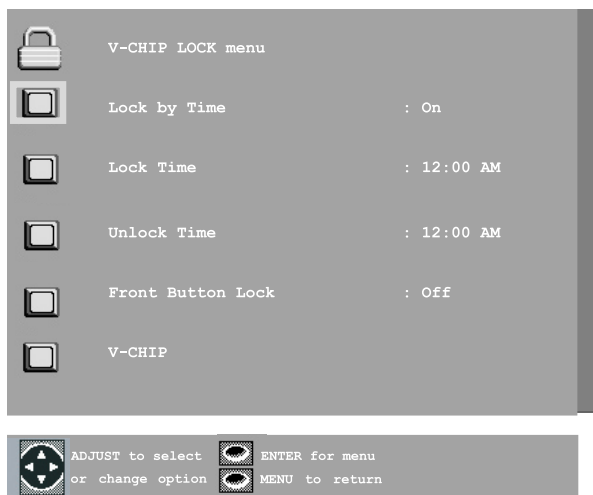 V-CHIP LOCK menu
Lock by Time : On
Lock Time : 12:00 AM
Unlock Time : 12:00 AM
Front Button Lock : Off
V-CHIP
ADJUST to select ENTER for menu
or change option MENU to return